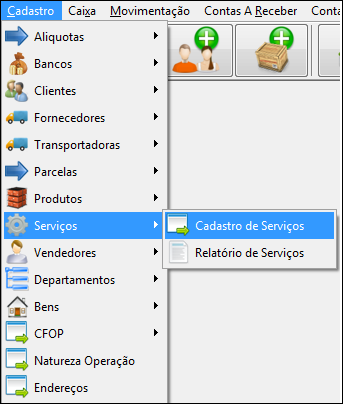 Cadastro Caixa Movimentação Contas A Receber Conta
Aliquotas
Bancos
Clientes
Fornecedores
Transportadoras
Parcelas
Produtos
Serviços
Cadastro de Serviços
Vendedores
Relatório de Serviços
Departamentos
Bens
CFOP
Natureza Operação
Endereços